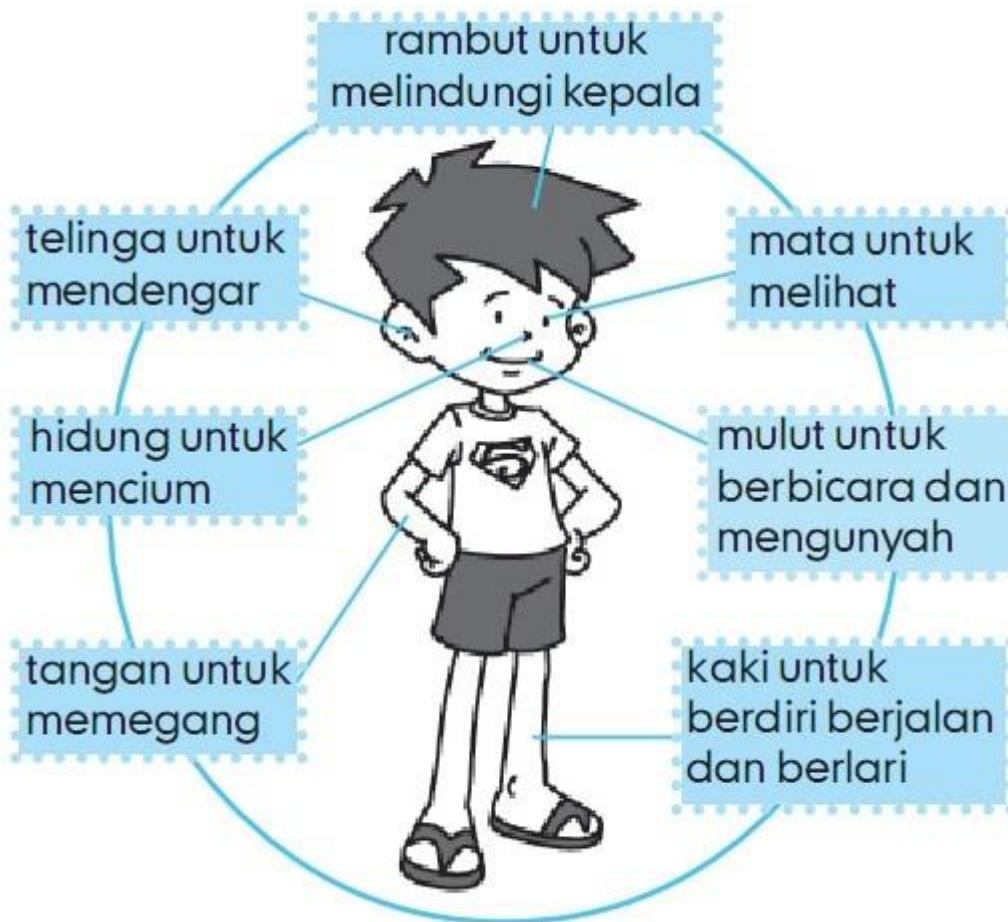 rambut untuk
melindungi kepala
telinga untuk
mendengar
mata untuk
melihat
hidung untuk
mencium
mulut untuk
berbicara dan
mengunyah
tangan untuk
memegang
kaki untuk
berdiri berjalan
dan berlari